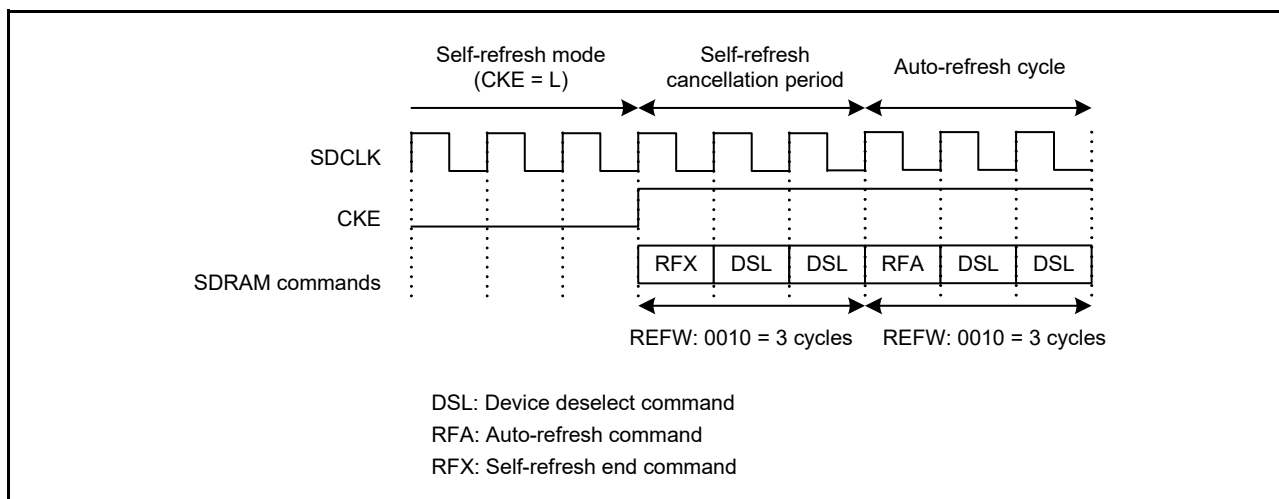 Self-refresh mode
(CKE = L)
Self-refresh
cancellation period
Auto-refresh cycle
SDCLK
CKE
SDRAM commands
RFX DSL DSL RFA DSL DSL
REFW: 0010 = 3 cycles REFW: 0010 = 3 cycles
DSL: Device deselect command
RFA: Auto-refresh command
RFX: Self-refresh end command